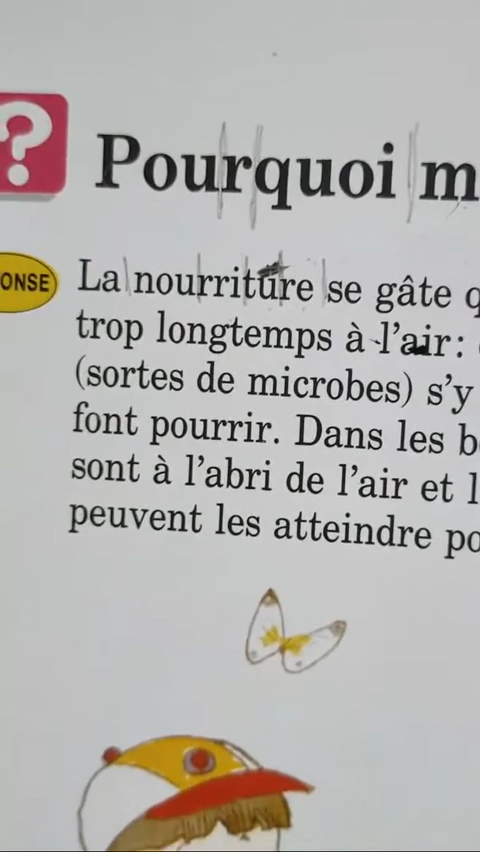 ?
Pourquoi m
ONSE
La nourriture se gâte q
trop longtemps à l'air:
(sortes de microbes) s'y
font pourrir. Dans les b
sont à l'abri de l'air et l
peuvent les atteindre po